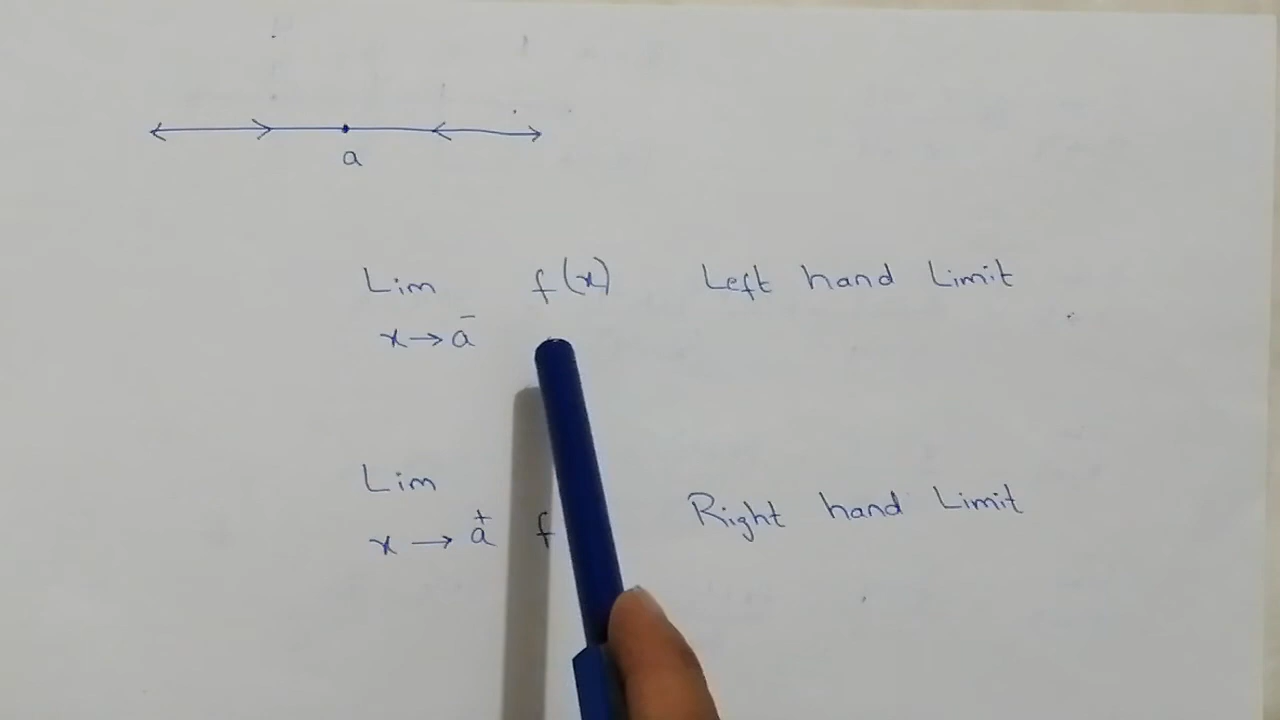 a
Lim f(x) Left hand Limit
x→a⁻
Lim
x → a⁺ f Right hand Limit